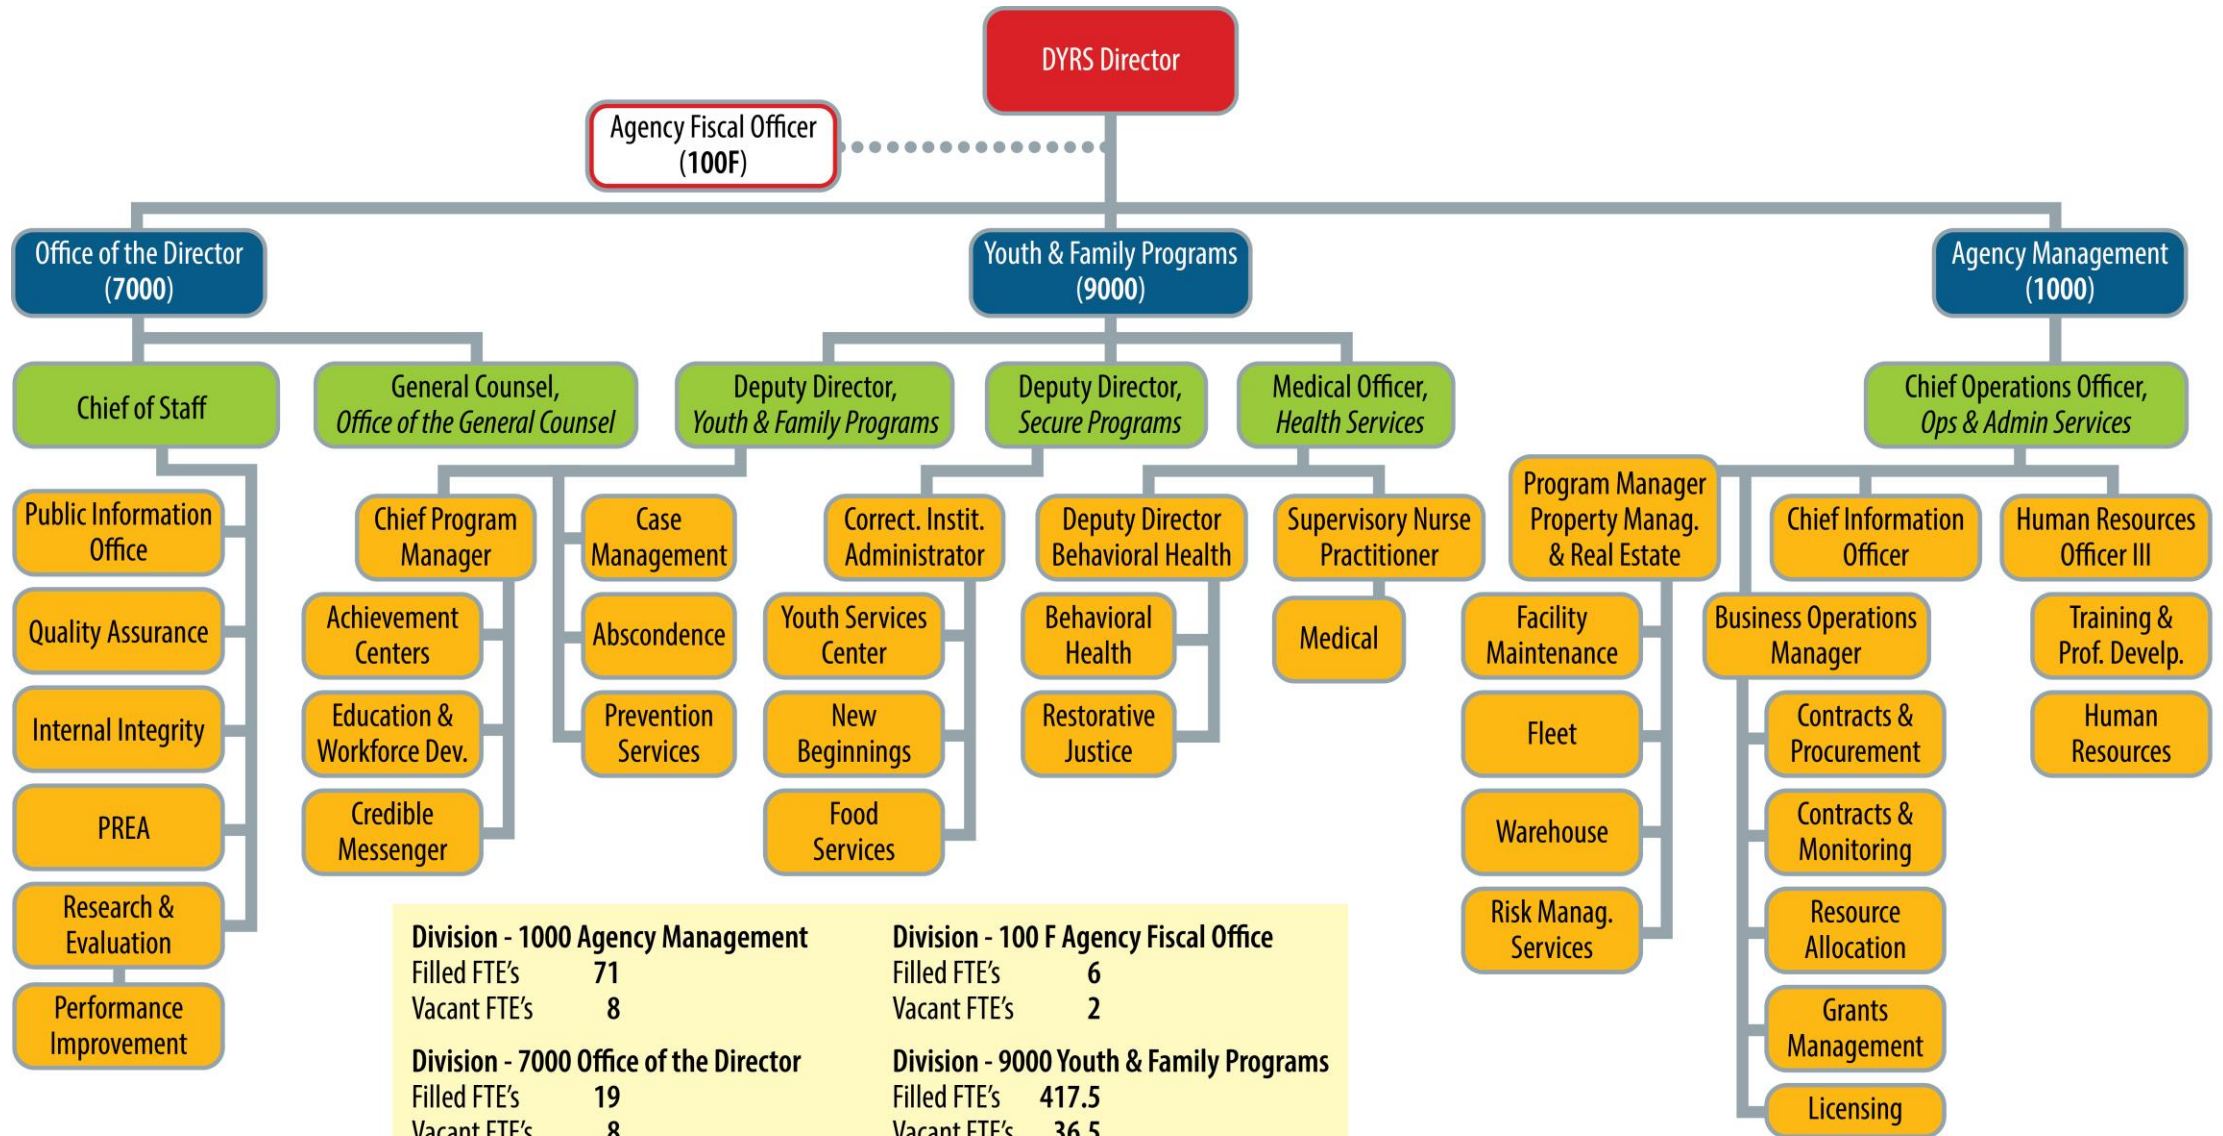 DYRS Director
Agency Fiscal Officer
(100F)
Office of the Director
(7000)
Youth & Family Programs
(9000)
Agency Management
(1000)
Chief of Staff
General Counsel,
Office of the General Counsel
Deputy Director,
Youth & Family Programs
Deputy Director,
Secure Programs
Medical Officer,
Health Services
Chief Operations Officer,
Ops & Admin Services
Public Information
Office
Quality Assurance
Internal Integrity
PREA
Research &
Evaluation
Performance
Improvement
Chief Program
Manager
Achievement
Centers
Education &
Workforce Dev.
Credible
Messenger
Case
Management
Abscondence
Prevention
Services
Correct. Instit.
Administrator
Youth Services
Center
New
Beginnings
Food
Services
Deputy Director
Behavioral Health
Behavioral
Health
Restorative
Justice
Supervisory Nurse
Practitioner
Medical
Program Manager
Property Manag.
& Real Estate
Facility
Maintenance
Fleet
Warehouse
Risk Manag.
Services
Business Operations
Manager
Contracts &
Procurement
Contracts &
Monitoring
Resource
Allocation
Grants
Management
Licensing
Chief Information
Officer
Human Resources
Officer III
Training &
Prof. Develp.
Human
Resources
Division - 1000 Agency Management
Filled FTE's 71
Vacant FTE's 8
Division - 7000 Office of the Director
Filled FTE's 19
Vacant FTE's 8
Division - 100 F Agency Fiscal Office
Filled FTE's 6
Vacant FTE's 2
Division - 9000 Youth & Family Programs
Filled FTE's 417.5
Vacant FTE's 36.5